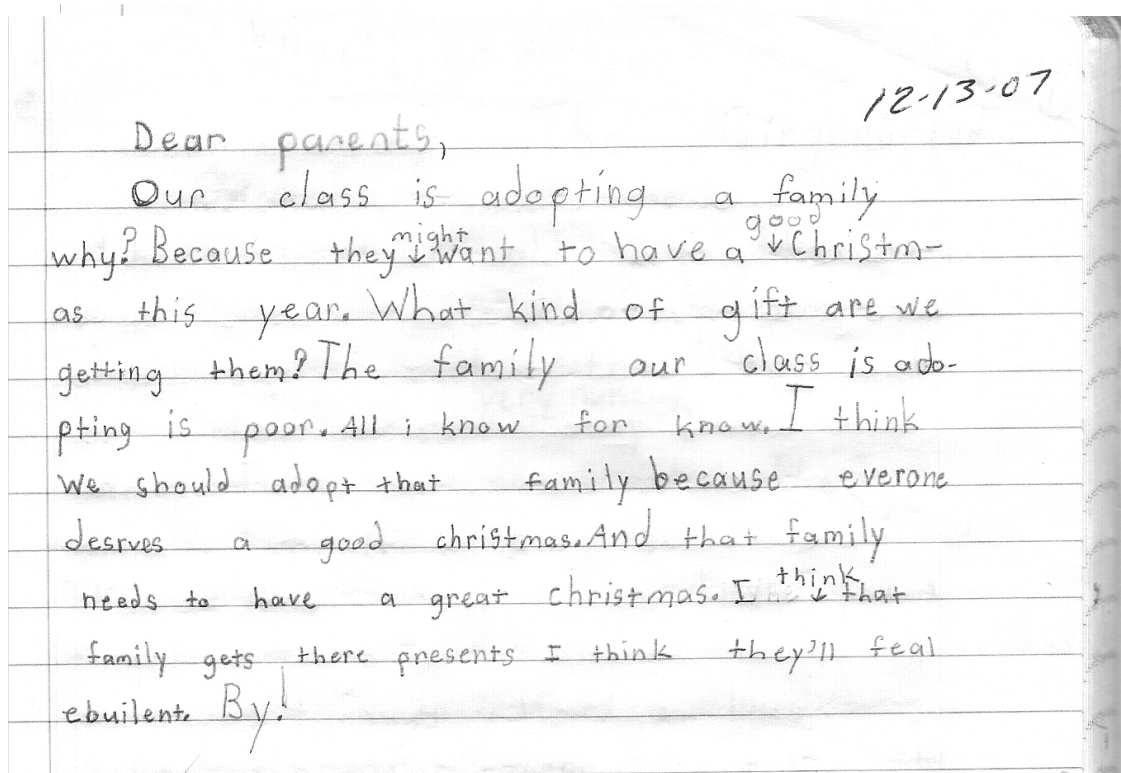 12-13-07
Dear parents,
Our class is adopting a family
why? Because they might want to have a good Christm-
as this year. What kind of gift are we
getting them? The family our class is ado-
pting is poor. All i know for know. I think
we should adopt that family because everone
desrves a good christmas. And that family
needs to have a great christmas. I think that
family gets there presents I think they'll feal
ebuilent. By!